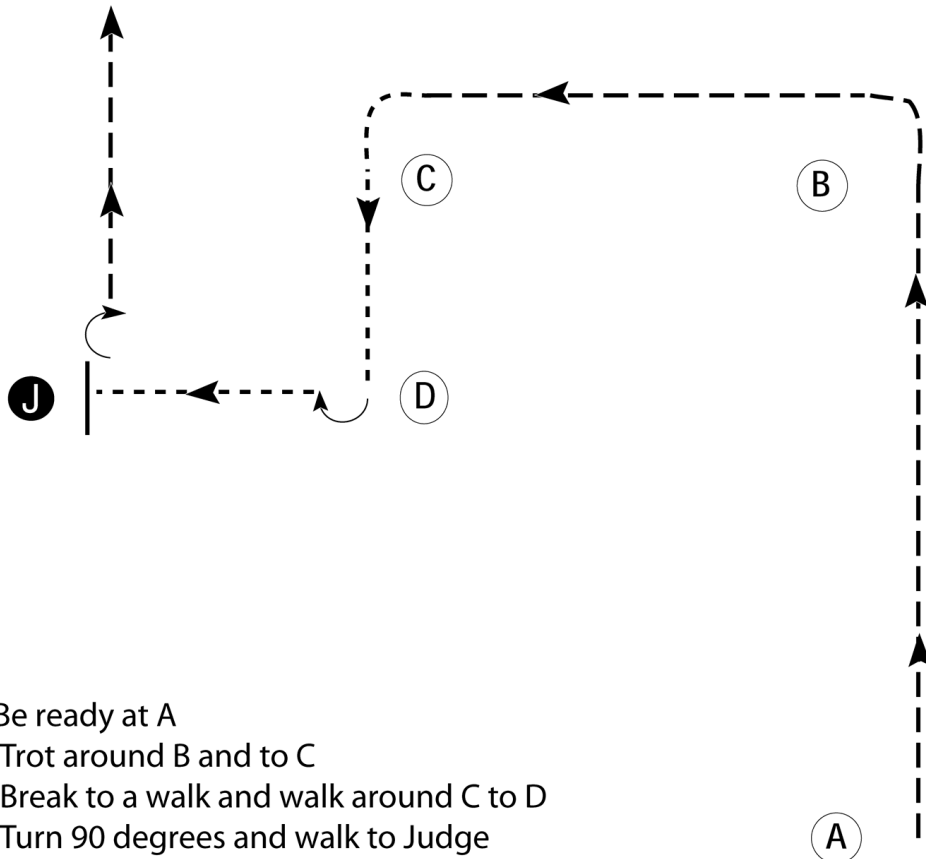 C
B
J
D
Be ready at A
Trot around B and to C
Break to a walk and walk around C to D
Turn 90 degrees and walk to Judge
A